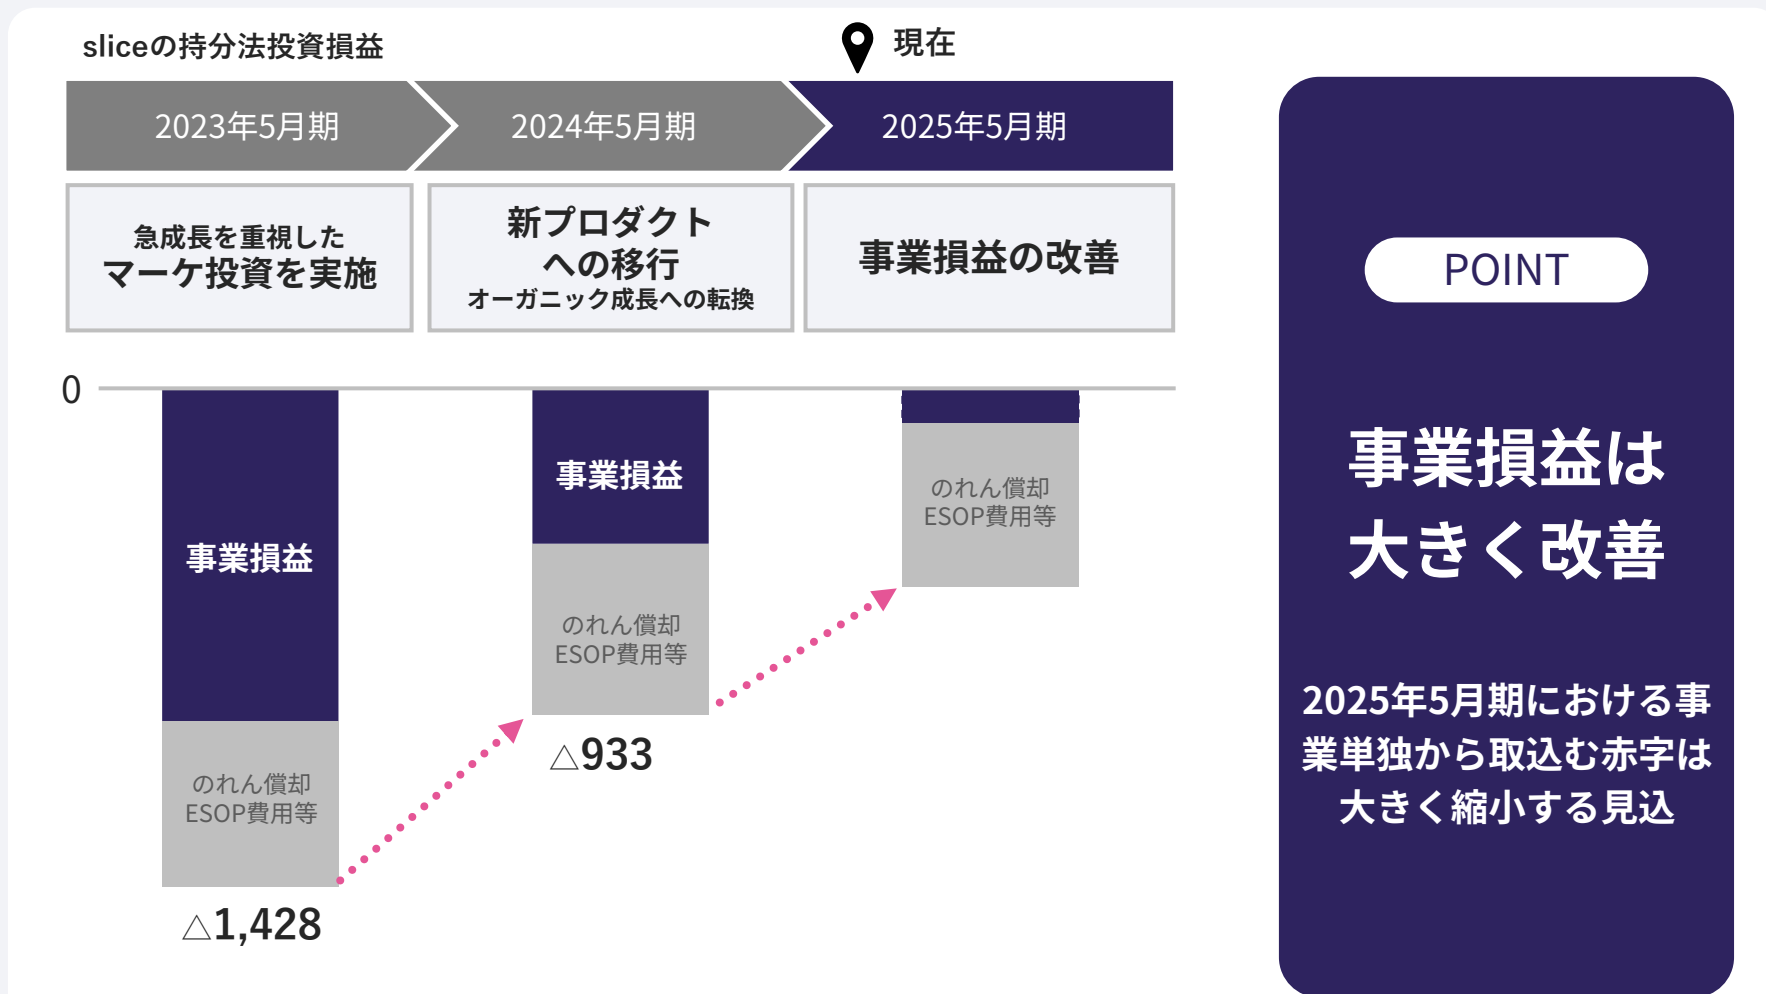 sliceの持分法投資損益
現在
2023年5月期
2024年5月期
2025年5月期
急成長を重視した
マーケ投資を実施
新プロダクト
への移行
オーガニック成長への転換
事業損益の改善
0
事業損益
のれん償却
ESOP費用等
△1,428
事業損益
のれん償却
ESOP費用等
△933
のれん償却
ESOP費用等
POINT
事業損益は
大きく改善
2025年5月期における事
業単独から取込む赤字は
大きく縮小する見込